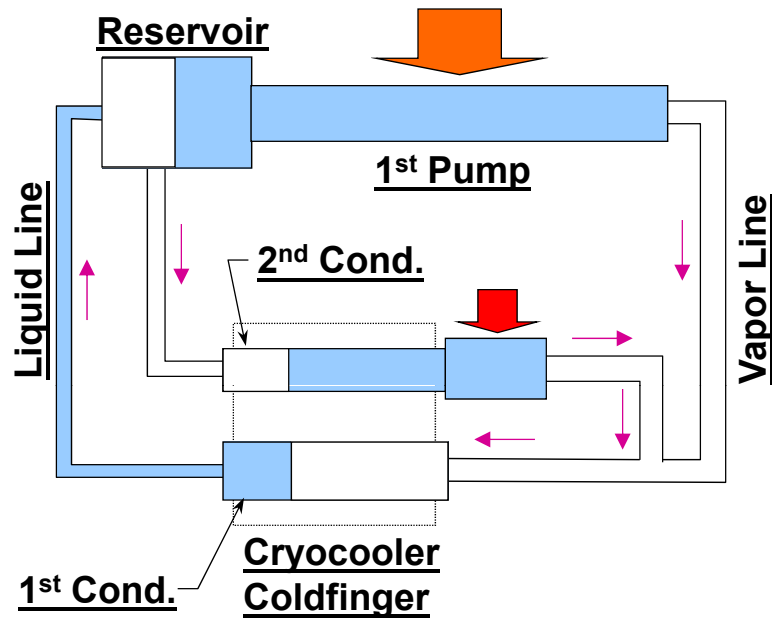 Reservoir
1st Pump
Liquid Line
2nd Cond.
Vapor Line
Cryocooler
Coldfinger
1st Cond.